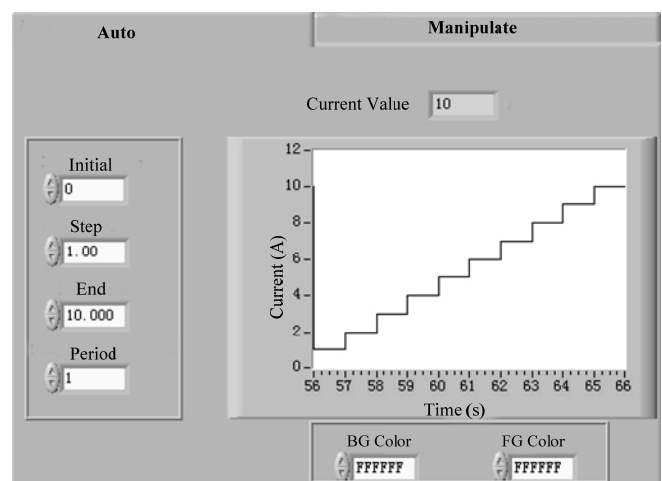 Auto
Manipulate
Current Value 10
Initial
0
Step
1.00
End
10.000
Period
1
Current (A)
12
10
8
6
4
2
0
56 57 58 59 60 61 62 63 64 65 66
Time (s)
BG Color FG Color
FFFFFF FFFFFF